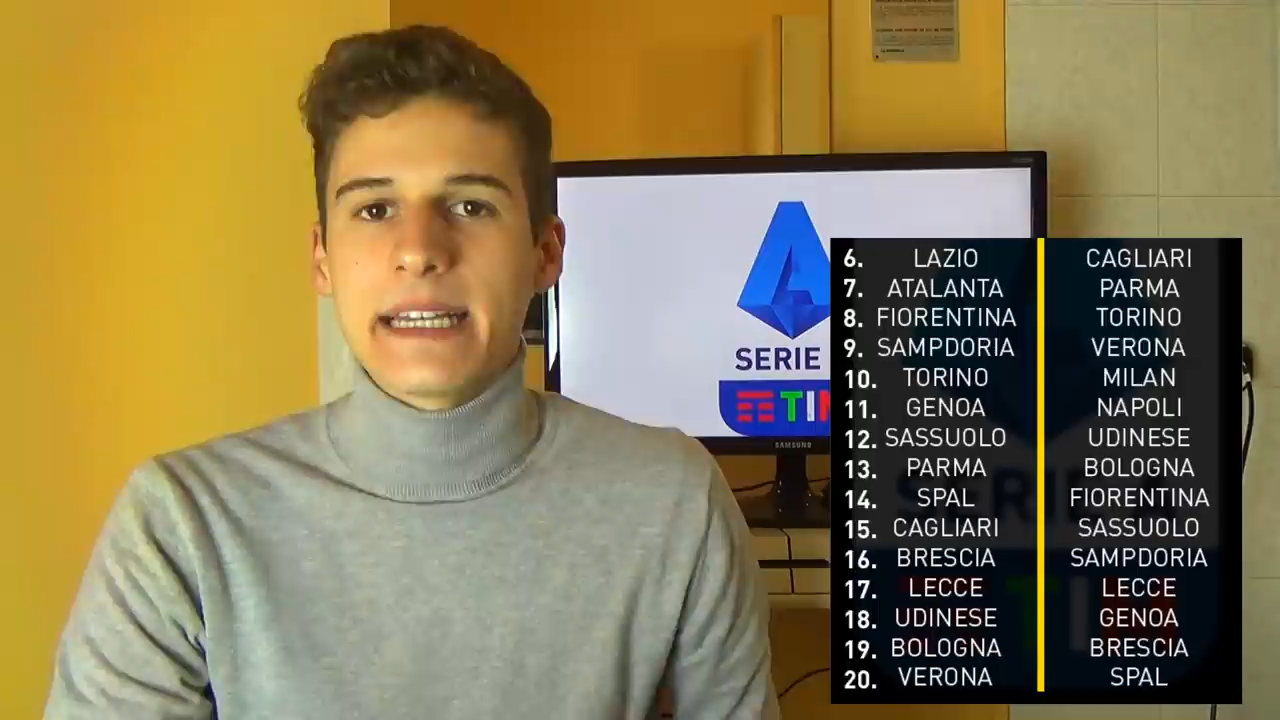 SERIE
TIM
SAMSUNG
6. LAZIO CAGLIARI
7. ATALANTA PARMA
8. FIORENTINA TORINO
9. SAMPDORIA VERONA
10. TORINO MILAN
11. GENOA NAPOLI
12. SASSUOLO UDINESE
13. PARMA BOLOGNA
14. SPAL FIORENTINA
15. CAGLIARI SASSUOLO
16. BRESCIA SAMPDORIA
17. LECCE LECCE
18. UDINESE GENOA
19. BOLOGNA BRESCIA
20. VERONA SPAL